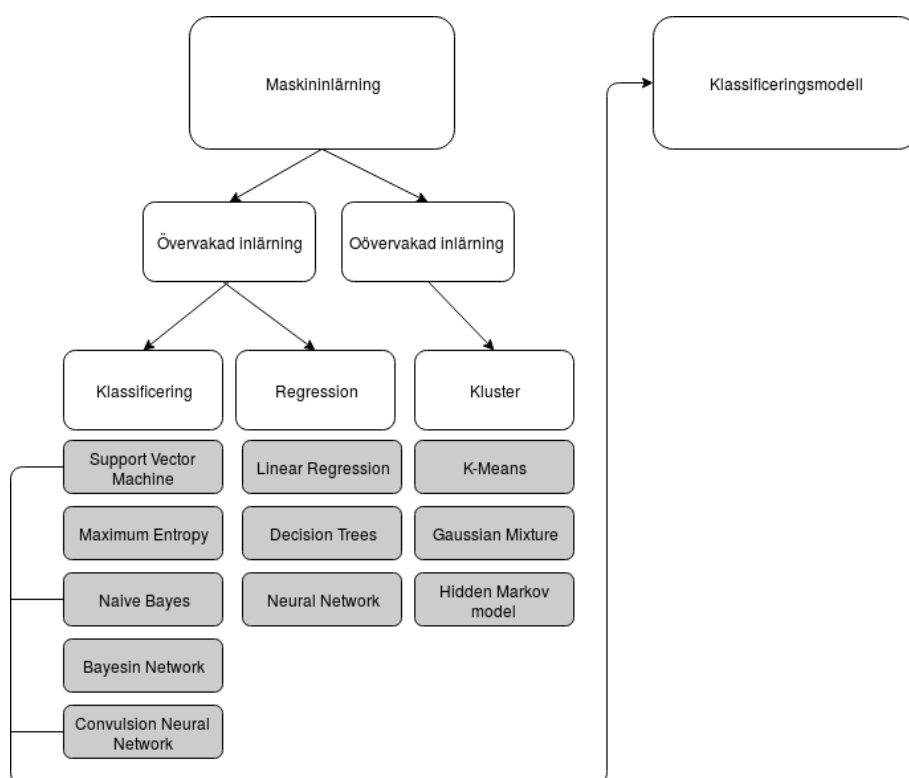 Maskininlärning
Klassificeringsmodell
Övervakad inlärning
Oövervakad inlärning
Klassificering
Regression
Kluster
Support Vector
Machine
Linear Regression
K-Means
Maximum Entropy
Decision Trees
Gaussian Mixture
Naive Bayes
Neural Network
Hidden Markov
model
Bayesin Network
Convulsion Neural
Network